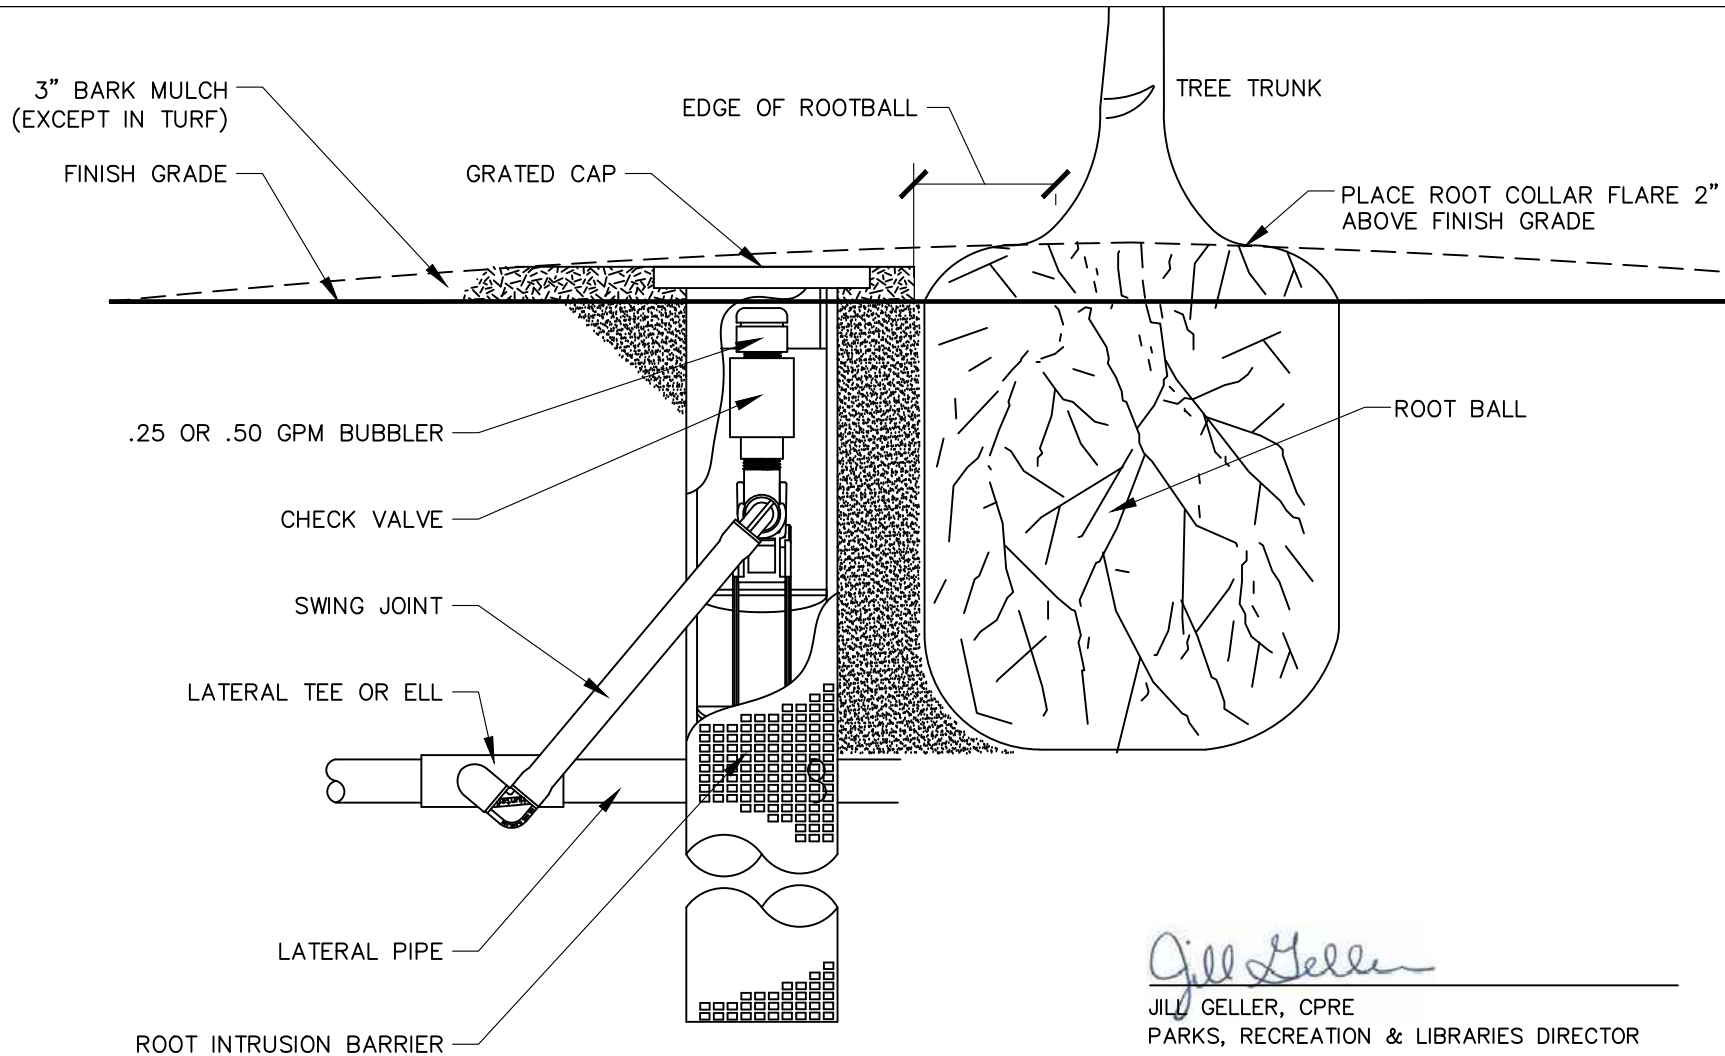 3" BARK MULCH
(EXCEPT IN TURF)
FINISH GRADE
EDGE OF ROOTBALL
TREE TRUNK
GRATED CAP
PLACE ROOT COLLAR FLARE 2"
ABOVE FINISH GRADE
.25 OR .50 GPM BUBBLER
ROOT BALL
CHECK VALVE
SWING JOINT
LATERAL TEE OR ELL
LATERAL PIPE
ROOT INTRUSION BARRIER
Jill Geller
JILL GELLER, CPRE
PARKS, RECREATION & LIBRARIES DIRECTOR